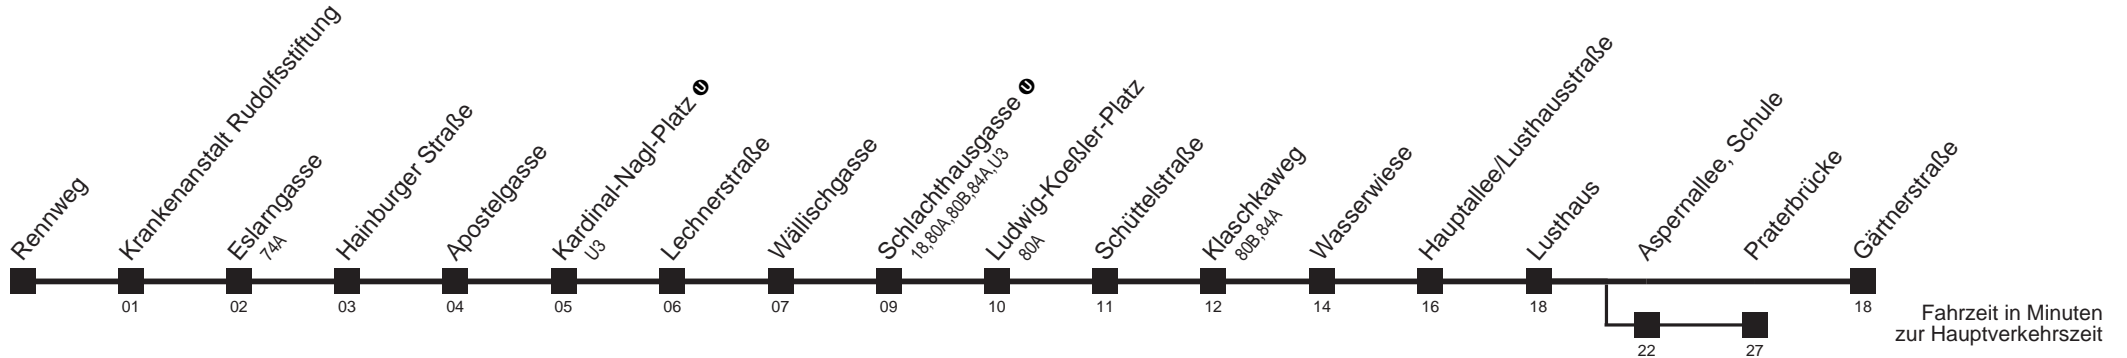 Rennweg
Krankenanstalt Rudolfsstiftung
Eslarngasse
74A
Hainburger Straße
Apostelgasse
Kardinal-Nagl-Platz U
U3
Lechnerstraße
Wällischgasse
Schlachthausgasse U
18,80A,80B,84A,U3
Ludwig-Koeßler-Platz
80A
Schüttelstraße
Klaschkaweg
80B,84A
Wasserwiese
Hauptallee/Lusthausstraße
Lusthaus
Aspernallee, Schule
Praterbrücke
Gärtnerstraße
01 02 03 04 05 06 07 09 10 11 12 14 16 18 18
22 27
Fahrzeit in Minuten
zur Hauptverkehrszeit